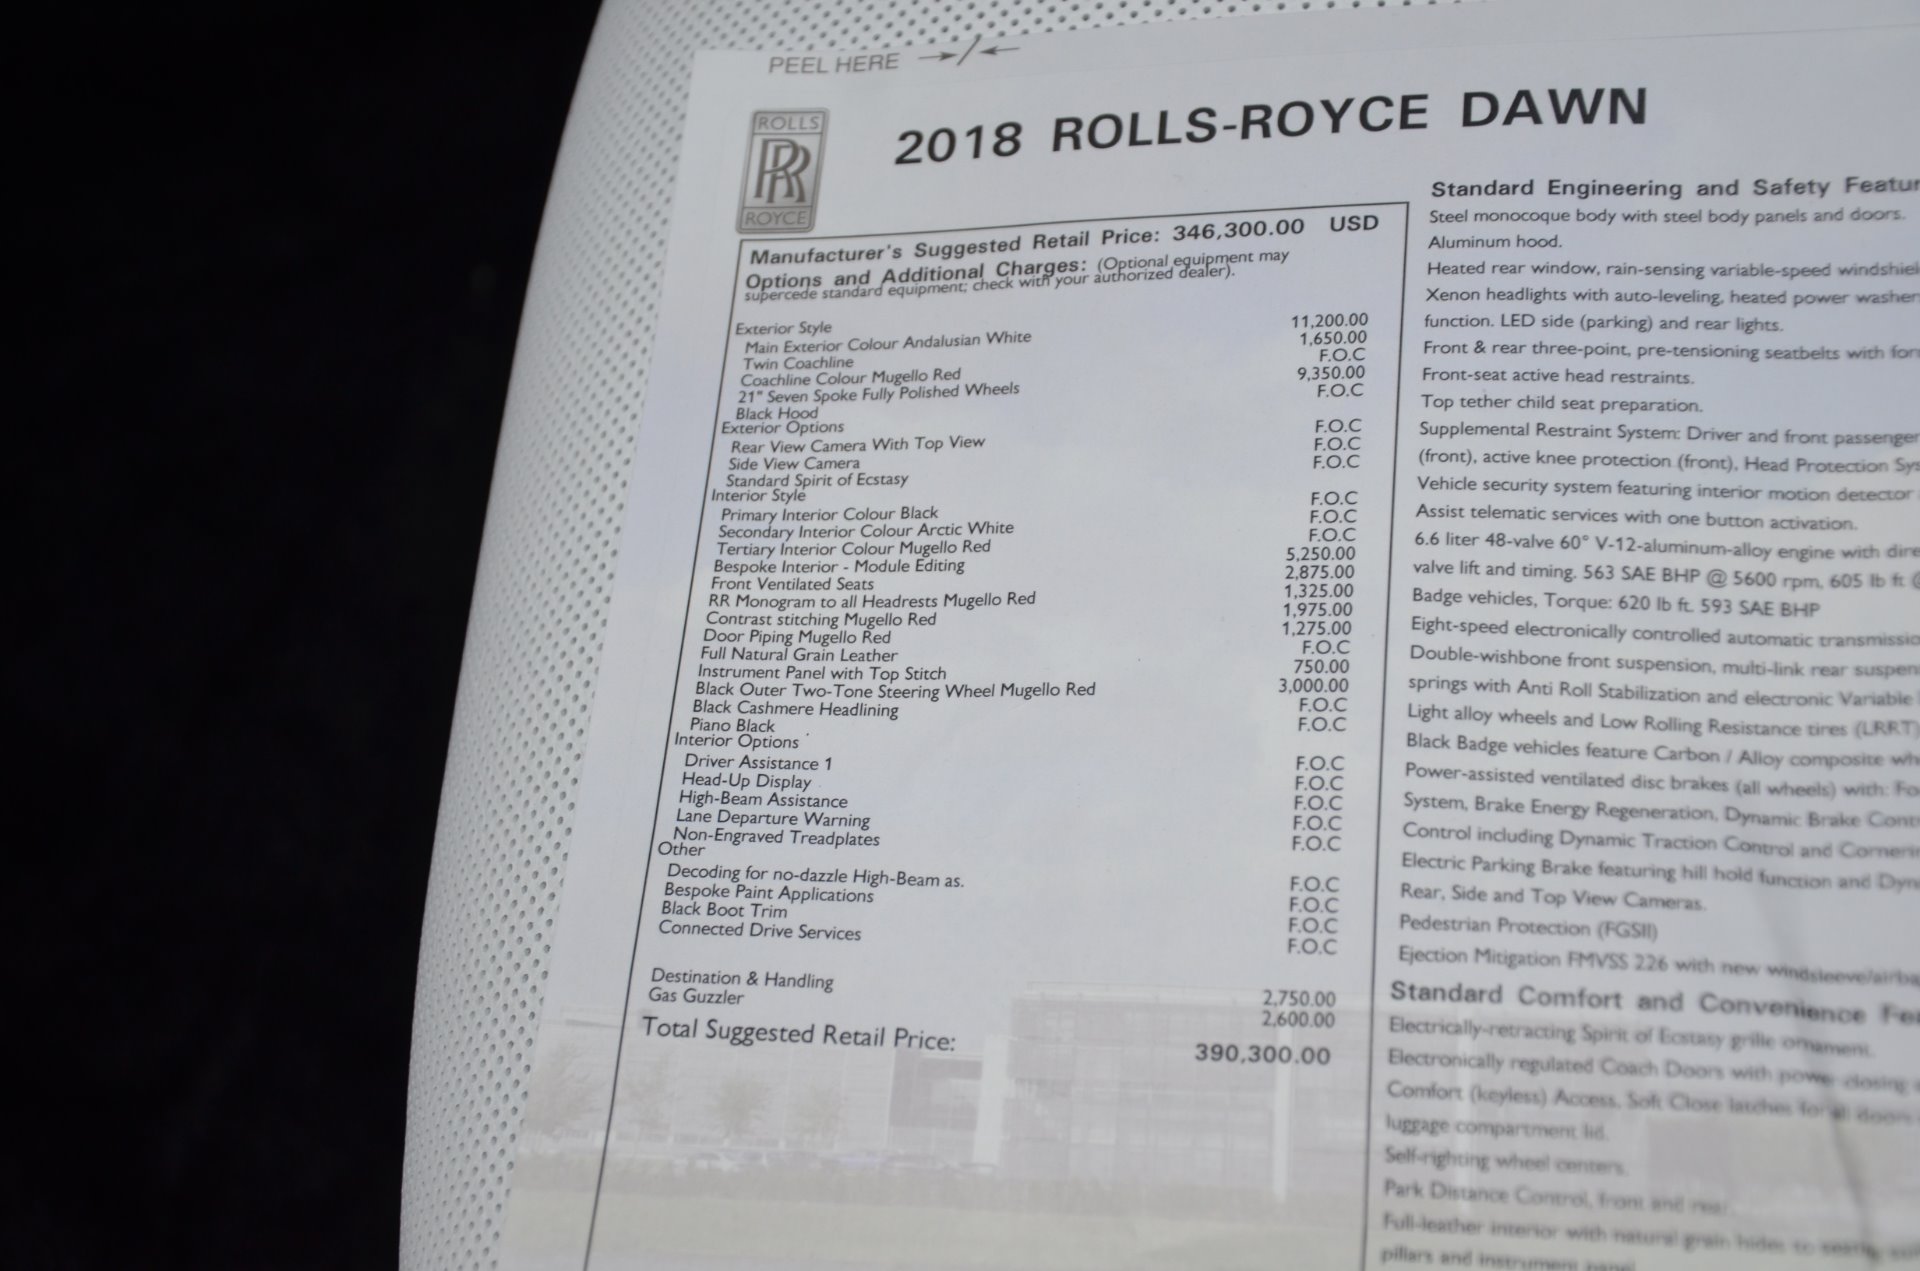 PEEL HERE
ROLLS
RR
ROYCE
2018 ROLLS-ROYCE DAWN
Manufacturer's Suggested Retail Price: 346,300.00 USD
Options and Additional Charges: (Optional equipment may
supercede standard equipment; check with your authorized dealer).
Exterior Style
Main Exterior Colour Andalusian White 11,200.00
Twin Coachline 1,650.00
Coachline Colour Mugello Red F.O.C
21" Seven Spoke Fully Polished Wheels 9,350.00
Black Hood F.O.C
Exterior Options
Rear View Camera With Top View F.O.C
Side View Camera F.O.C
Standard Spirit of Ecstasy F.O.C
Interior Style
Primary Interior Colour Black F.O.C
Secondary Interior Colour Arctic White F.O.C
Tertiary Interior Colour Mugello Red F.O.C
Bespoke Interior - Module Editing 5,250.00
Front Ventilated Seats 2,875.00
RR Monogram to all Headrests Mugello Red 1,325.00
Contrast stitching Mugello Red 1,975.00
Door Piping Mugello Red 1,275.00
Full Natural Grain Leather F.O.C
Instrument Panel with Top Stitch 750.00
Black Outer Two-Tone Steering Wheel Mugello Red 3,000.00
Black Cashmere Headlining F.O.C
Piano Black F.O.C
Interior Options
Driver Assistance 1 F.O.C
Head-Up Display F.O.C
High-Beam Assistance F.O.C
Lane Departure Warning F.O.C
Non-Engraved Treadplates F.O.C
Other
Decoding for no-dazzle High-Beam as. F.O.C
Bespoke Paint Applications F.O.C
Black Boot Trim F.O.C
Connected Drive Services F.O.C
Destination & Handling 2,750.00
Gas Guzzler 2,600.00
Total Suggested Retail Price: 390,300.00
Standard Engineering and Safety Featur
Steel monocoque body with steel body panels and doors.
Aluminum hood.
Heated rear window, rain-sensing variable-speed windshiel
Xenon headlights with auto-leveling, heated power washer
function. LED side (parking) and rear lights.
Front & rear three-point, pre-tensioning seatbelts with for
Front-seat active head restraints.
Top tether child seat preparation.
Supplemental Restraint System: Driver and front passenger
(front), active knee protection (front), Head Protection Sys
Vehicle security system featuring interior motion detector
Assist telematic services with one button activation.
6.6 liter 48-valve 60° V-12-aluminum-alloy engine with dire
valve lift and timing. 563 SAE BHP @ 5600 rpm, 605 lb ft @
Badge vehicles, Torque: 620 lb ft. 593 SAE BHP
Eight-speed electronically controlled automatic transmissio
Double-wishbone front suspension, multi-link rear suspen
springs with Anti Roll Stabilization and electronic Variable
Light alloy wheels and Low Rolling Resistance tires (LRRT)
Black Badge vehicles feature Carbon / Alloy composite wh
Power-assisted ventilated disc brakes (all wheels) with: Fo
System, Brake Energy Regeneration, Dynamic Brake Cont
Control including Dynamic Traction Control and Corneri
Electric Parking Brake featuring hill hold function and Dyn
Rear, Side and Top View Cameras.
Pedestrian Protection (FGSII)
Ejection Mitigation FMVSS 226 with new windsleeve/airba
Standard Comfort and Convenience Fe
Electrically-retracting Spirit of Ecstasy grille ornament.
Electronically regulated Coach Doors with power closing
Comfort (keyless) Access, Soft Close latches for all doors
luggage compartment lid.
Self-righting wheel centers.
Park Distance Control, front and rear.
Full-leather interior with natural grain hides to seating
pillars and instrument panel